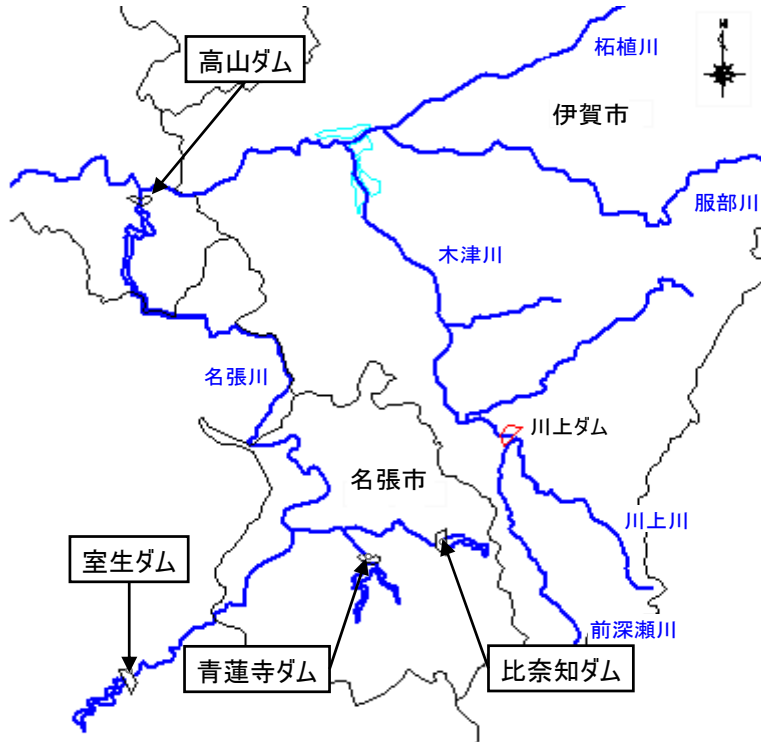 柘植川
高山ダム
N
伊賀市
服部川
木津川
名張川
川上ダム
名張市
川上川
室生ダム
前深瀬川
青蓮寺ダム
比奈知ダム